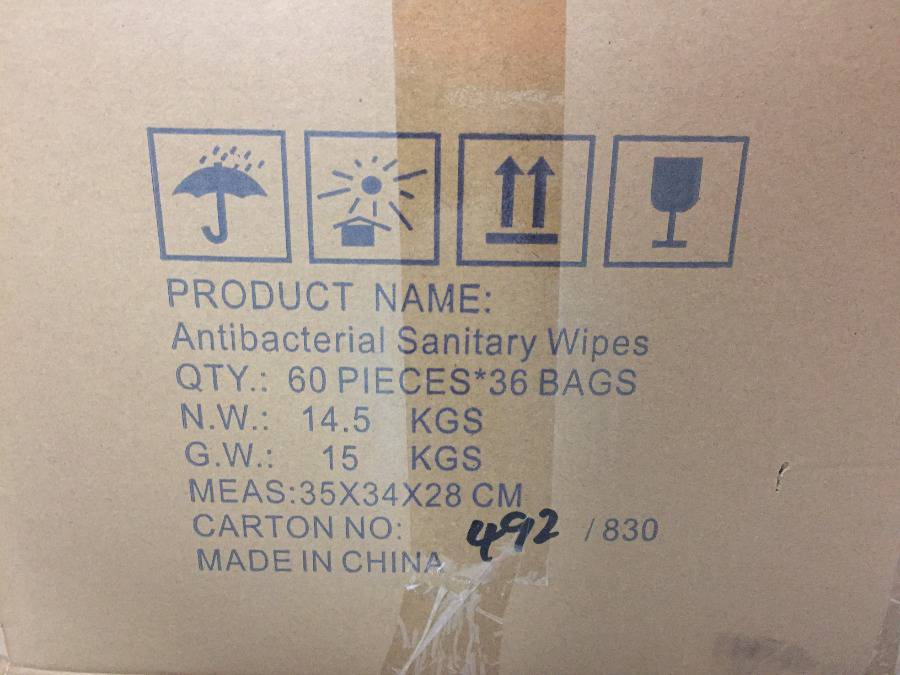 PRODUCT NAME:
Antibacterial Sanitary Wipes
QTY.: 60 PIECES*36 BAGS
N.W.: 14.5 KGS
G.W.: 15 KGS
MEAS:35X34X28 CM
CARTON NO: 492 /830
MADE IN CHINA